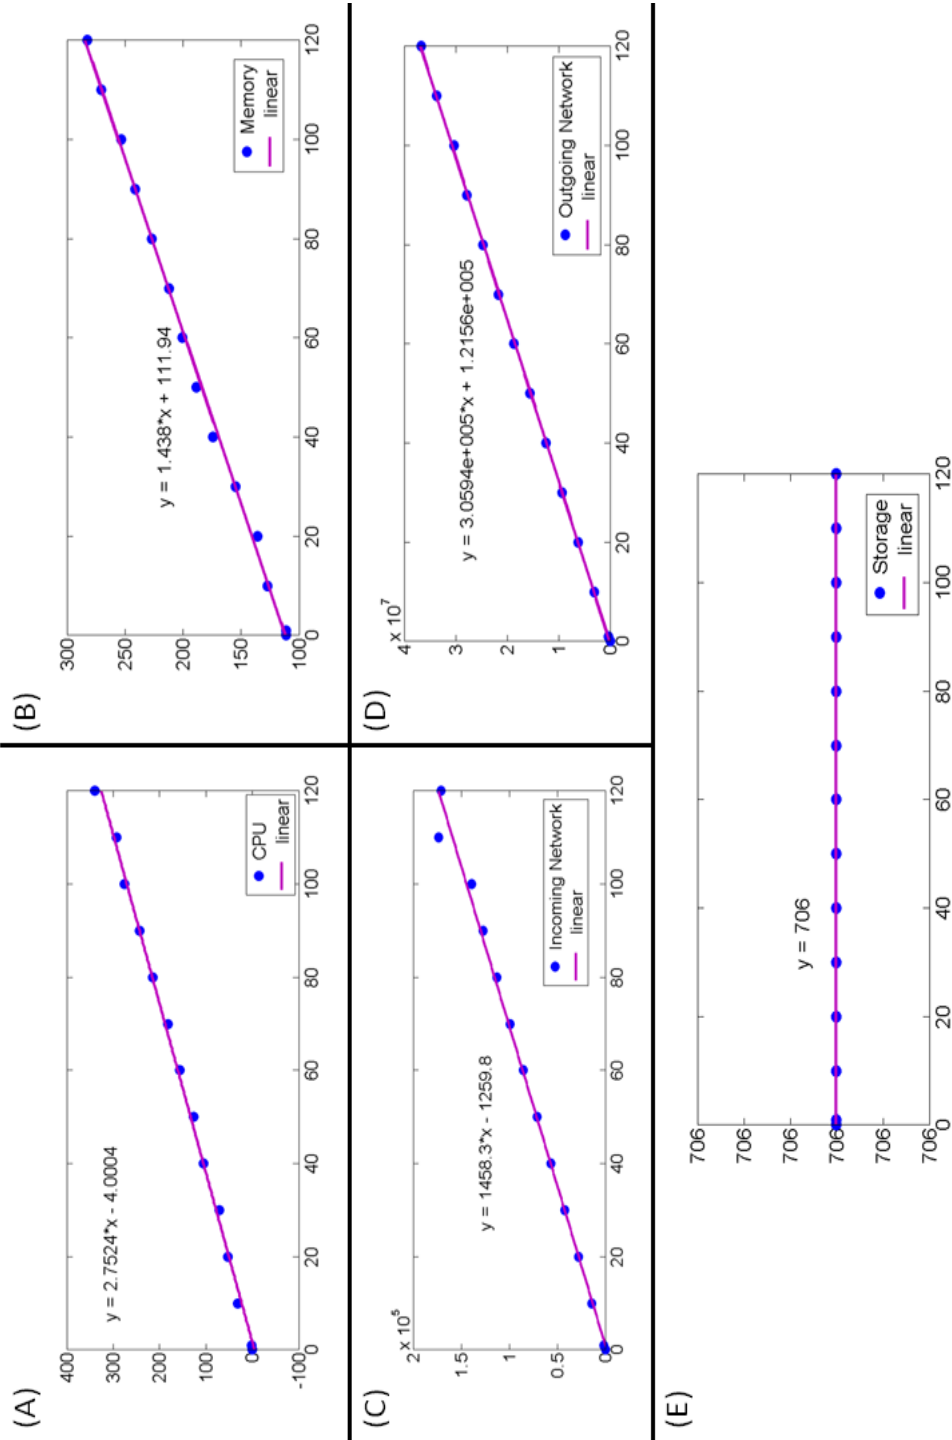 (A)
400
300
200
100
0
-100
0 20 40 60 80 100 120
y = 2.7524*x - 4.0004
CPU
linear
(B)
300
250
200
150
100
0 20 40 60 80 100 120
y = 1.438*x + 111.94
Memory
linear
(C)
x 10^5
2
1.5
1
0.5
0
0 20 40 60 80 100 120
y = 1458.3*x - 1259.8
Incoming Network
linear
(D)
x 10^7
4
3
2
1
0
0 20 40 60 80 100 120
y = 3.0594e+005*x + 1.2156e+005
Outgoing Network
linear
(E)
706
706
706
706
706
706
0 20 40 60 80 100 120
y = 706
Storage
linear